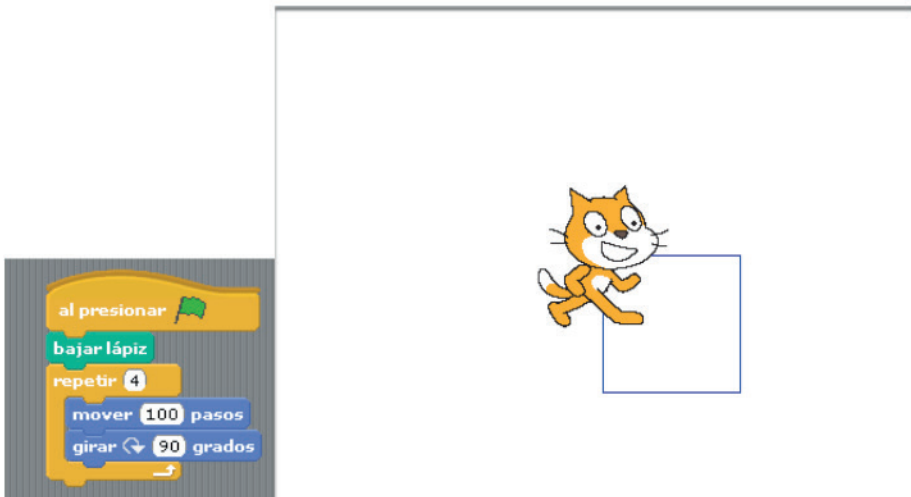 al presionar
bajar lápiz
repetir 4
mover 100 pasos
girar 90 grados